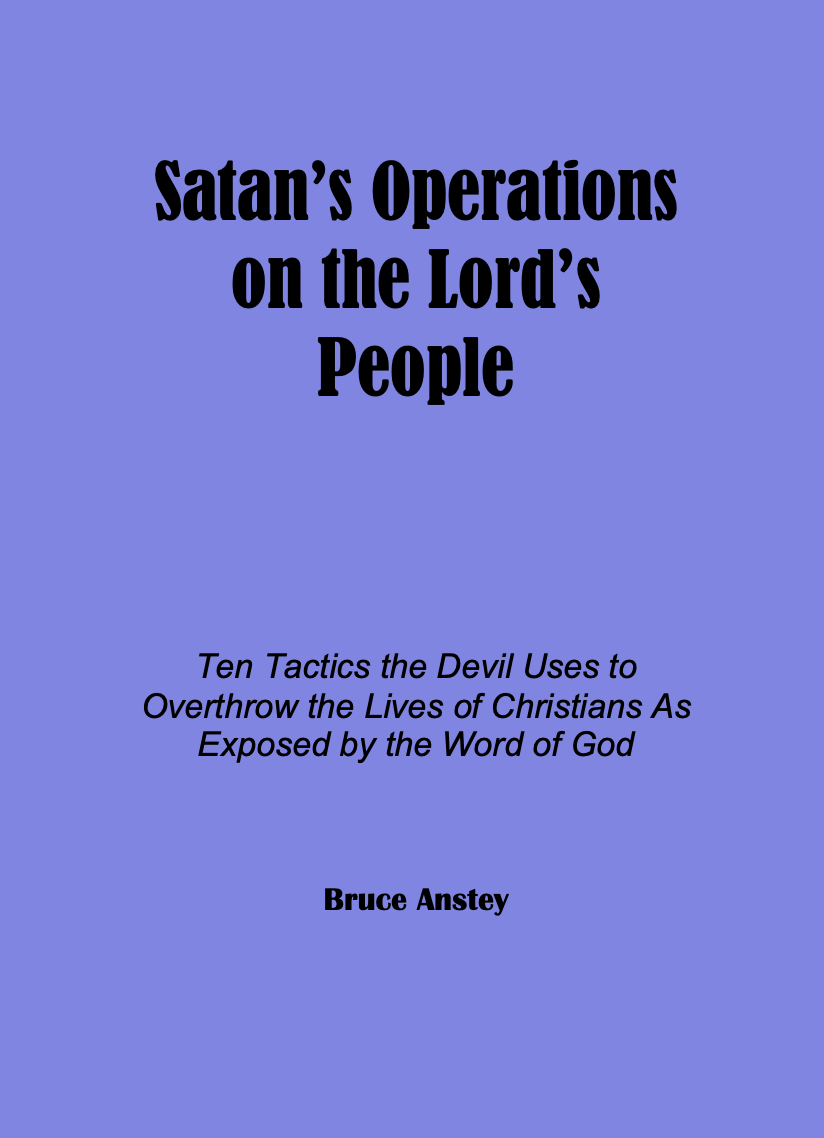 Satan’s Operations
on the Lord’s
People
Ten Tactics the Devil Uses to
Overthrow the Lives of Christians As
Exposed by the Word of God
Bruce Anstey